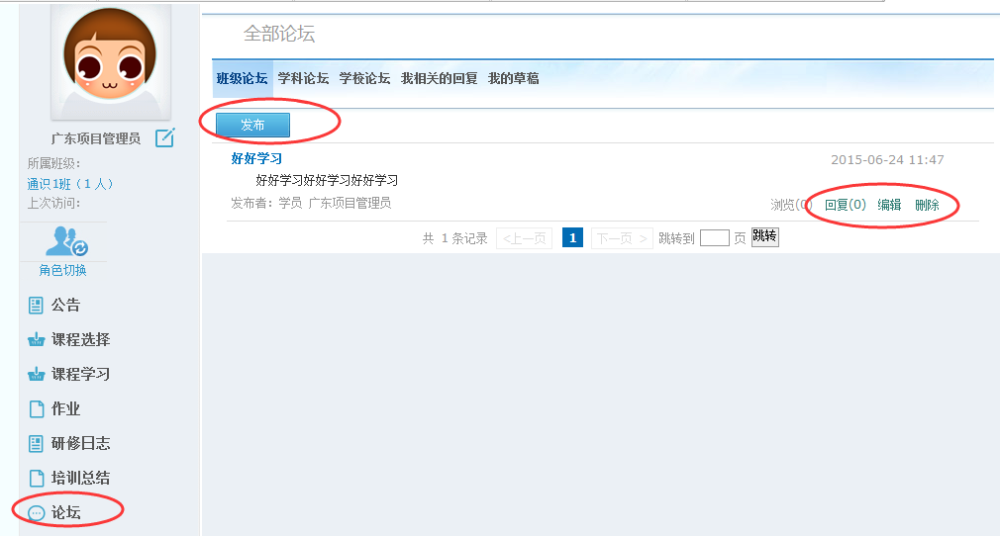 广东项目管理员
所属班级:
通识1班（1 人）
上次访问:
角色切换
公告
课程选择
课程学习
作业
研修日志
培训总结
论坛
全部论坛
班级论坛 学科论坛 学校论坛 我相关的回复 我的草稿
发布
好好学习 2015-06-24 11:47
好好学习好好学习好好学习
发布者: 学员 广东项目管理员 浏览(0) 回复(0) 编辑 删除
共 1 条记录 <上一页 1 下一页 > 跳转到 页 跳转